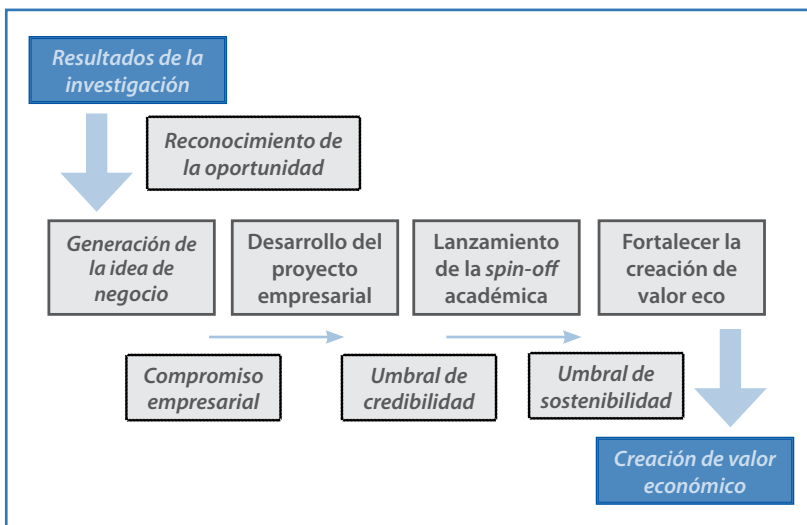 Resultados de la
investigación
Reconocimiento de
la oportunidad
Generación de
la idea de
negocio
Desarrollo del
proyecto
empresarial
Lanzamiento
de la spin-off
académica
Fortalecer la
creación de
valor eco
Compromiso
empresarial
Umbral de
credibilidad
Umbral de
sostenibilidad
Creación de valor
económico